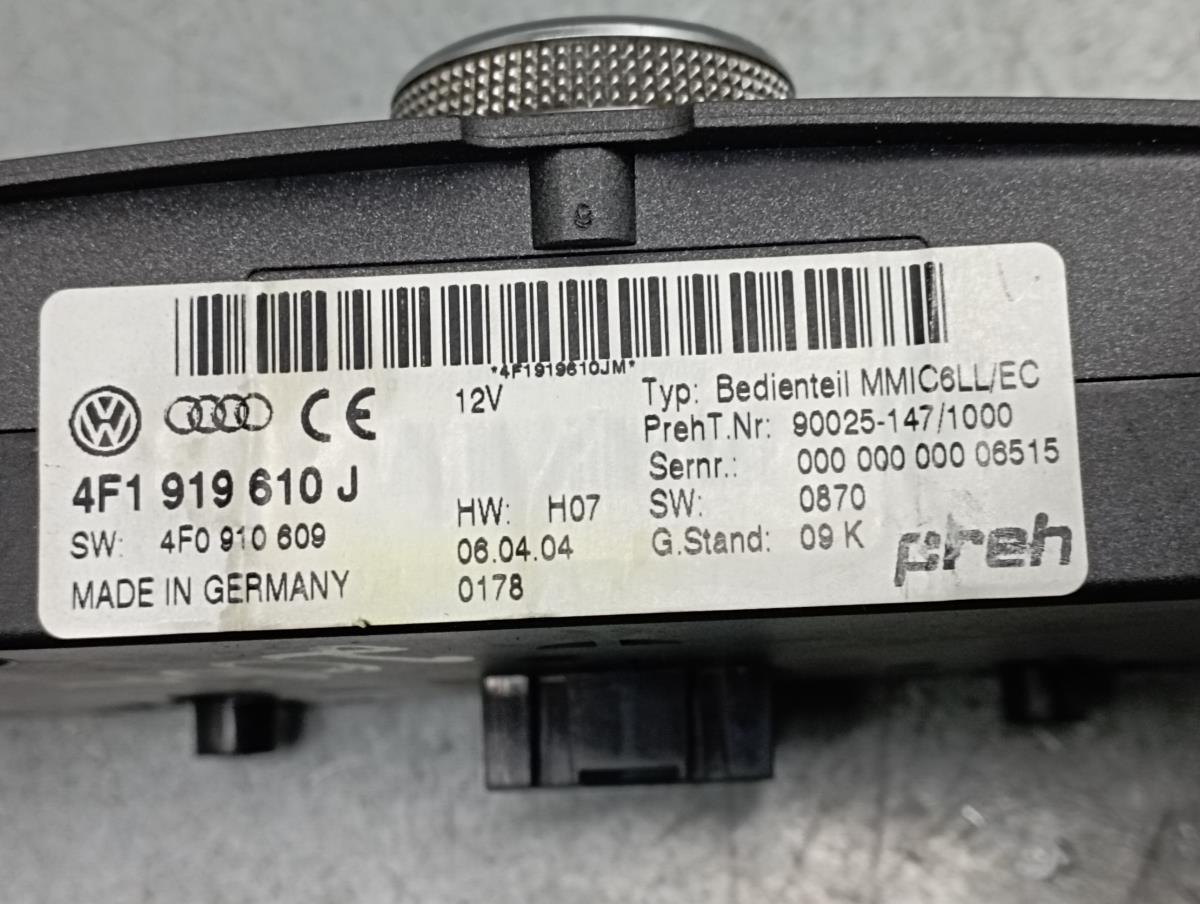 *4F1919610JM*
12V
Typ: Bedienteil MMIC6LL/EC
PrehT.Nr: 90025-147/1000
4F1 919 610 J
Sernr.: 000 000 000 06515
HW: H07
SW: 0870
SW: 4F0 910 609
06.04.04
G.Stand: 09 K
preh
MADE IN GERMANY
0178